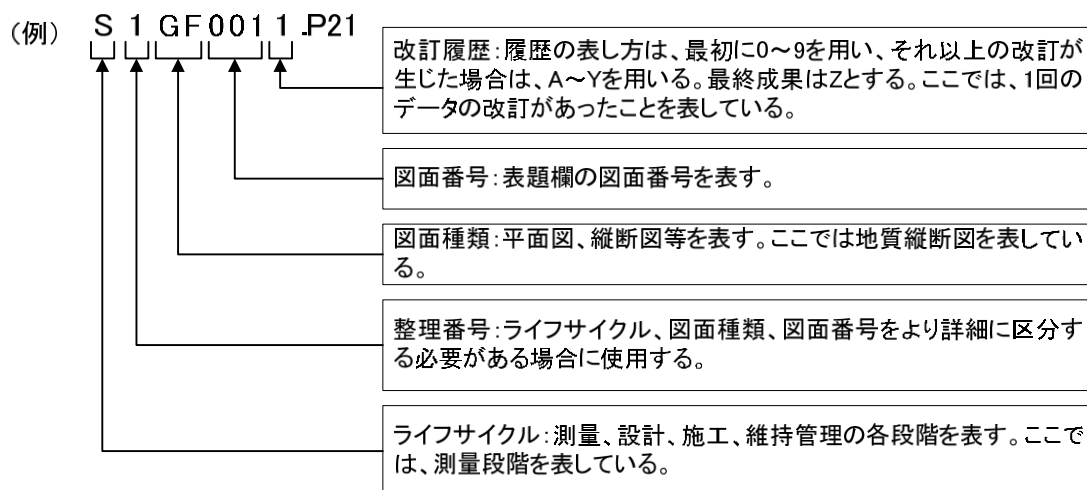 (例) S 1 GF 001 1 .P21
改訂履歴:履歴の表し方は、最初に0~9を用い、それ以上の改訂が
生じた場合は、A~Yを用いる。最終成果はZとする。ここでは、1回の
データの改訂があったことを表している。
図面番号:表題欄の図面番号を表す。
図面種類:平面図、縦断図等を表す。ここでは地質縦断図を表してい
る。
整理番号:ライフサイクル、図面種類、図面番号をより詳細に区分す
る必要がある場合に使用する。
ライフサイクル:測量、設計、施工、維持管理の各段階を表す。ここで
は、測量段階を表している。